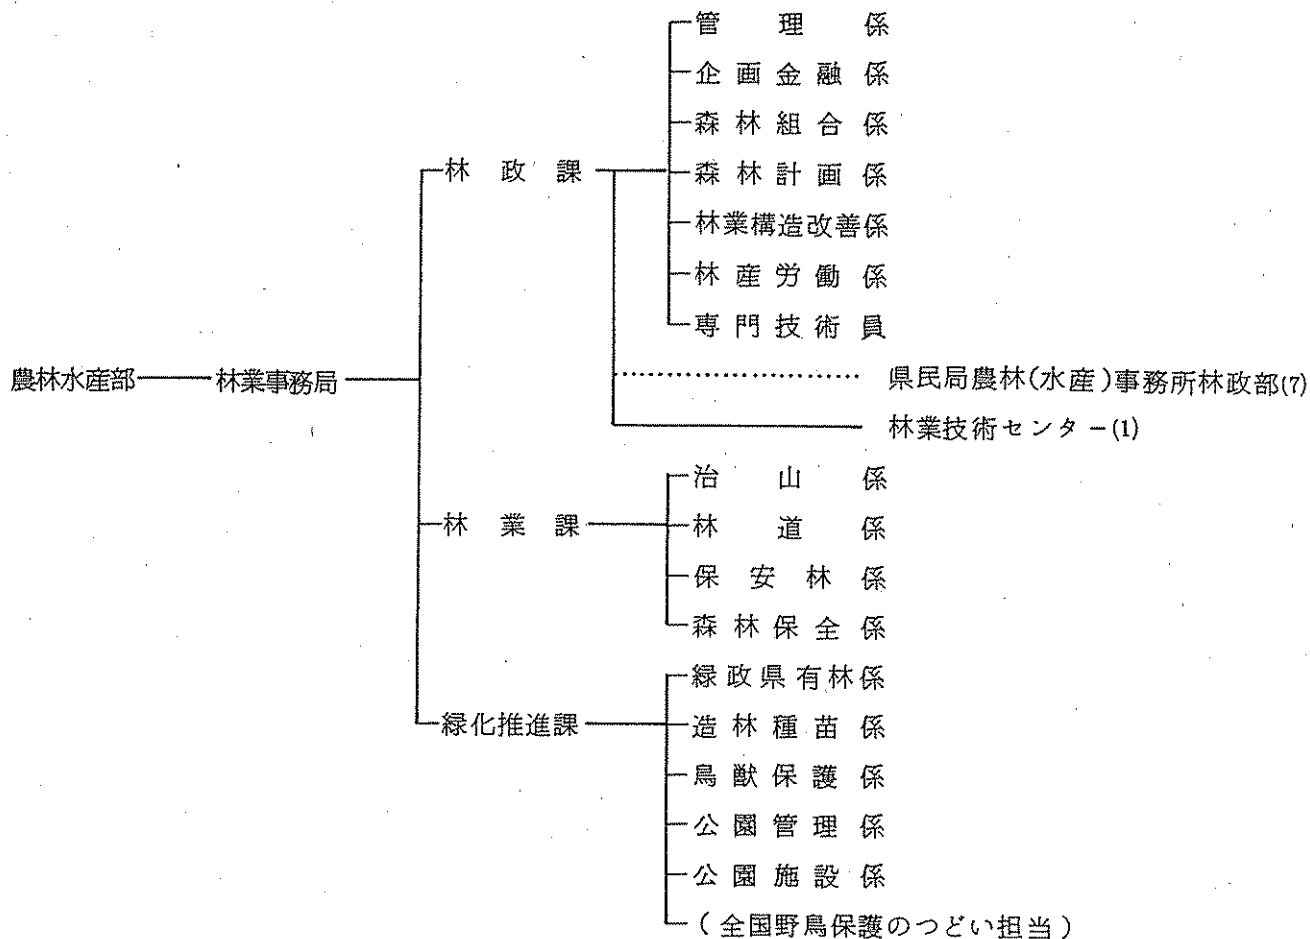 管理係
企画金融係
森林組合係
林政課
森林計画係
林業構造改善係
林産労働係
専門技術員
農林水産部
林業事務局
県民局農林(水産)事務所林政部(7)
林業技術センター(1)
治山係
林業課
林道係
保安林係
森林保全係
緑政県有林係
緑化推進課
造林種苗係
鳥獣保護係
公園管理係
公園施設係
(全国野鳥保護のつどい担当)